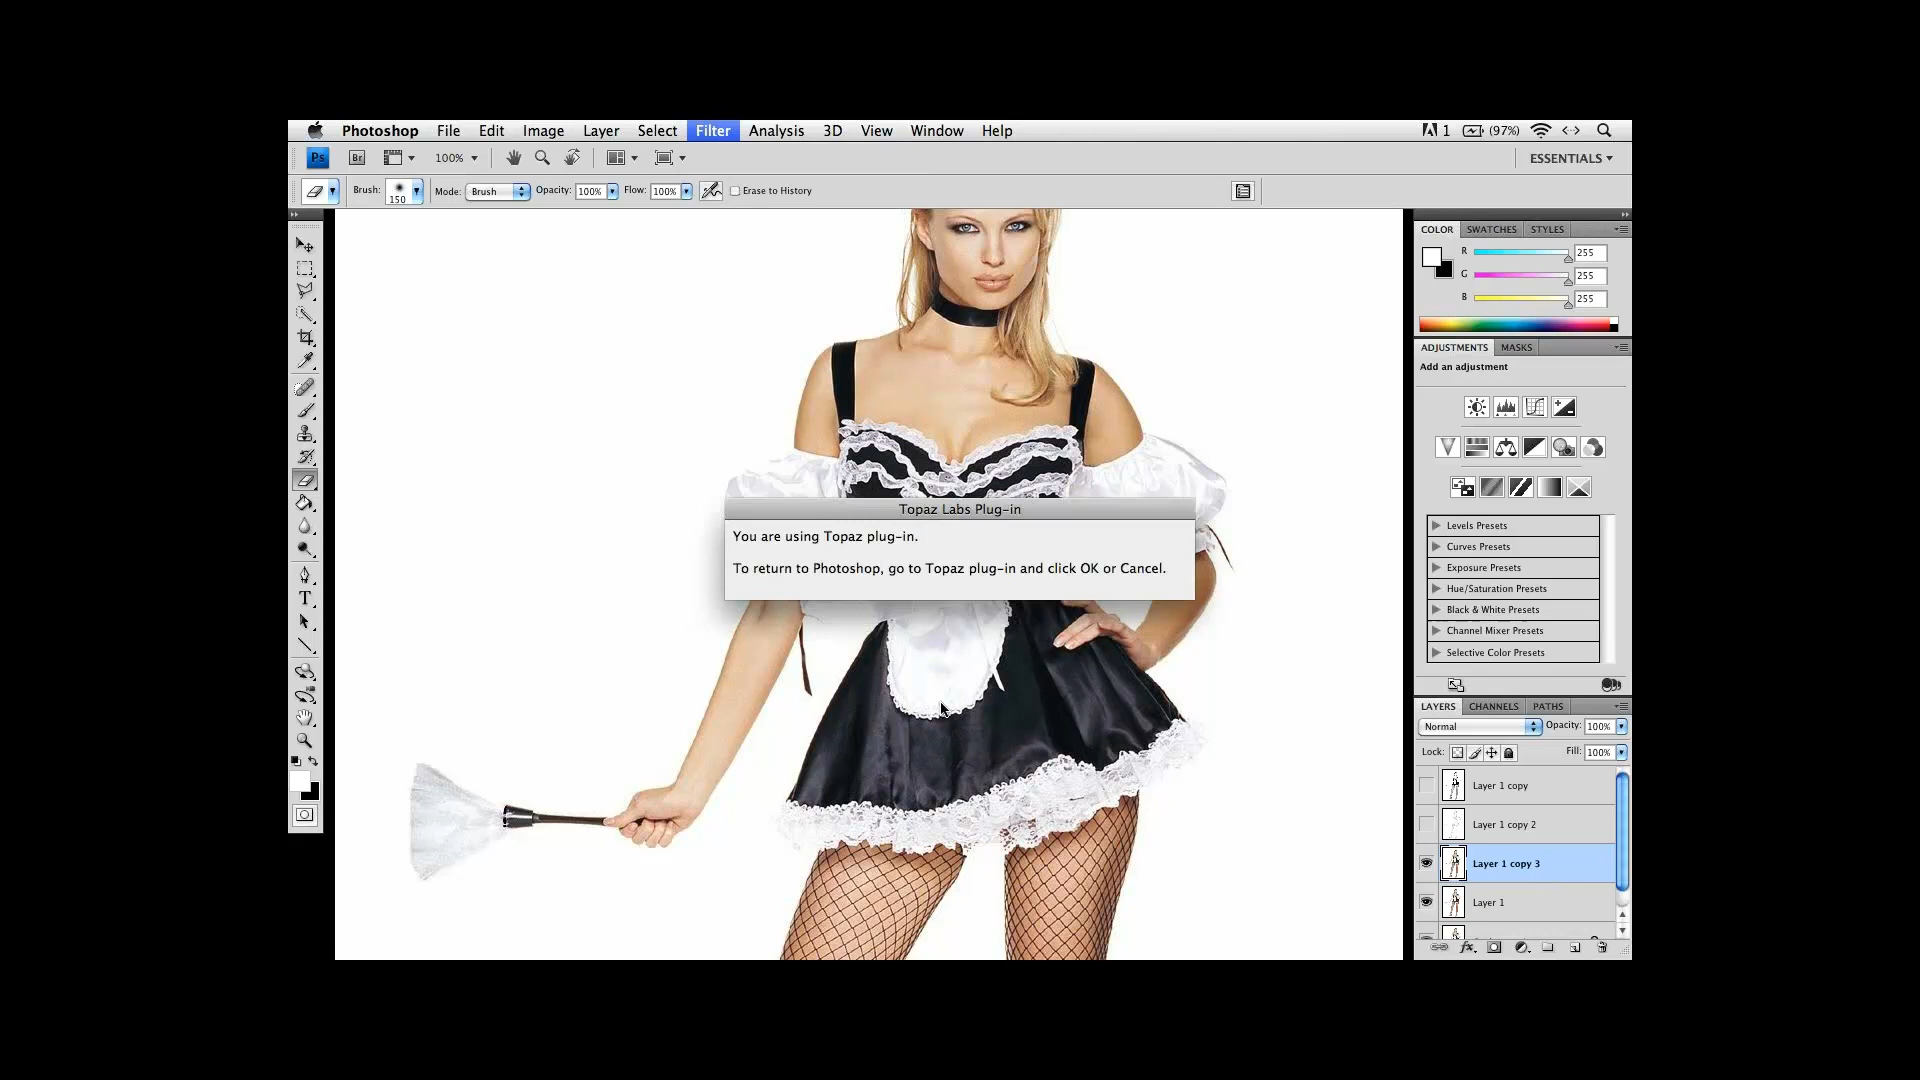 Photoshop File Edit Image Layer Select Filter Analysis 3D View Window Help 1 (97%)
Ps Br 100% ESSENTIALS
Brush: 150 Mode: Brush Opacity: 100% Flow: 100% Erase to History
COLOR SWATCHES STYLES
R 255
G 255
B 255
ADJUSTMENTS MASKS
Add an adjustment
Topaz Labs Plug-in
You are using Topaz plug-in.
To return to Photoshop, go to Topaz plug-in and click OK or Cancel.
Levels Presets
Curves Presets
Exposure Presets
Hue/Saturation Presets
Black & White Presets
Channel Mixer Presets
Selective Color Presets
LAYERS CHANNELS PATHS
Normal Opacity: 100%
Lock: Fill: 100%
Layer 1 copy
Layer 1 copy 2
Layer 1 copy 3
Layer 1